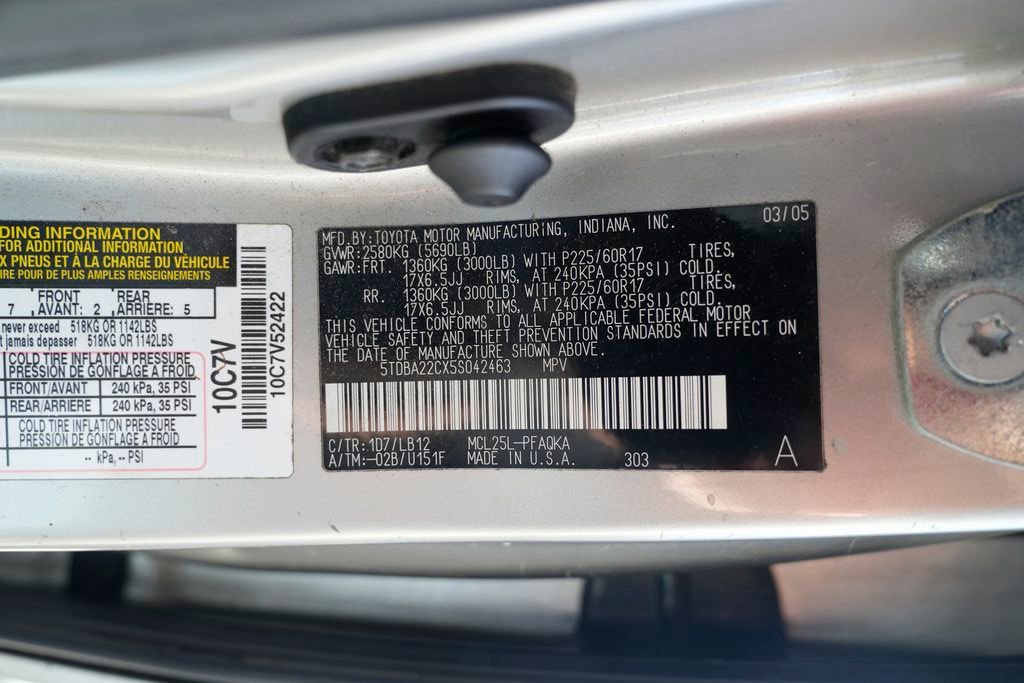 DING INFORMATION
FOR ADDITIONAL INFORMATION
X PNEUS ET À LA CHARGE DU VÉHICULE
IRE POUR DE PLUS AMPLES RENSEIGNEMENTS
7 FRONT AVANT: 2 REAR ARRIÈRE: 5
never exceed 518KG OR 1142LBS
t jamais depasser 518KG OR 1142LBS
COLD TIRE INFLATION PRESSURE
PRESSION DE GONFLAGE A FROID
FRONT/AVANT 240 kPa, 35 PSI
REAR/ARRIERE 240 kPa, 35 PSI
COLD TIRE INFLATION PRESSURE
PRESSION DE GONFLAGE A FROID
-- kPa, -- PSI
10C7V
10C7V52422
03/05
MFD.BY:TOYOTA MOTOR MANUFACTURING, INDIANA, INC.
GVWR:2580KG (5690LB)
GAWR:FRT. 1360KG (3000LB) WITH P225/60R17 TIRES,
17X6.5JJ RIMS, AT 240KPA (35PSI) COLD.
RR. 1360KG (3000LB) WITH P225/60R17 TIRES,
17X6.5JJ RIMS, AT 240KPA (35PSI) COLD.
THIS VEHICLE CONFORMS TO ALL APPLICABLE FEDERAL MOTOR
VEHICLE SAFETY AND THEFT PREVENTION STANDARDS IN EFFECT ON
THE DATE OF MANUFACTURE SHOWN ABOVE.
5TDBA22CX5S042463 MPV
C/TR:1D7/LB12 MCL25L-PFAQKA
A/TM:-02B/U151F MADE IN U.S.A. 303 A